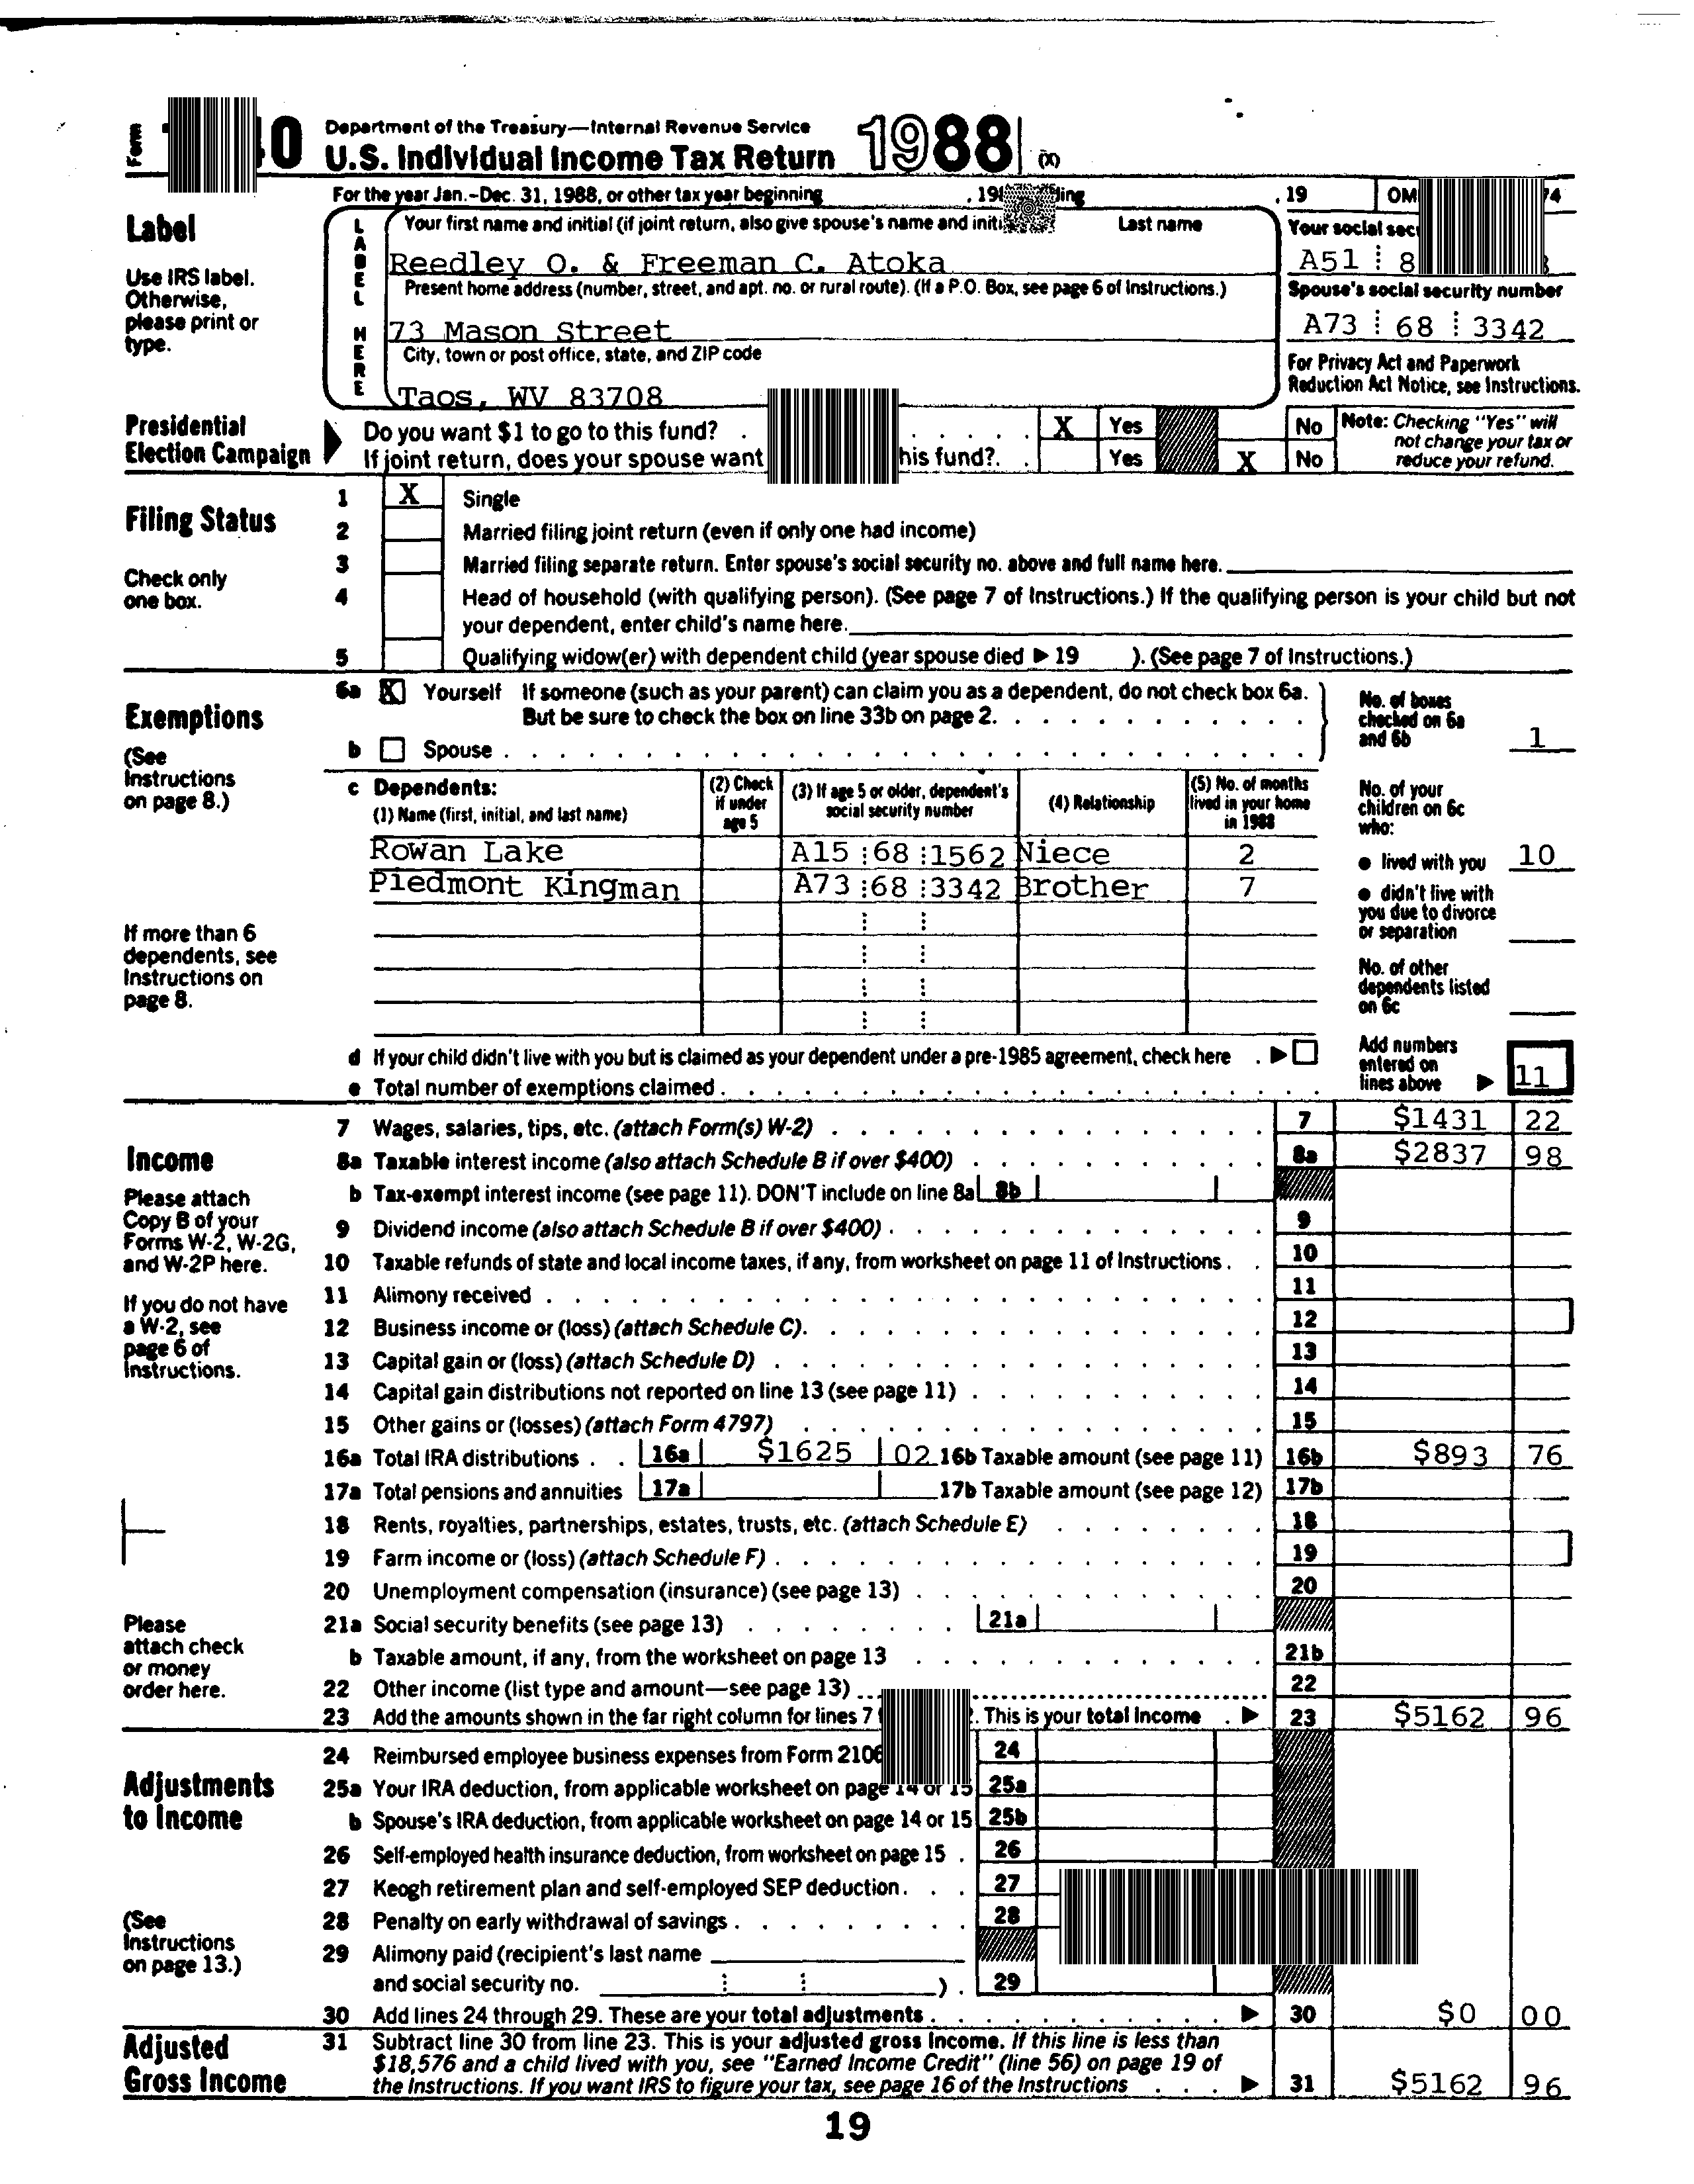 Form
Department of the Treasury—Internal Revenue Service
U.S. Individual Income Tax Return 1988 (X)
For the year Jan.-Dec. 31, 1988, or other tax year beginning , 19
Label
Use IRS label. Otherwise, please print or type.
LABEL HERE
Your first name and initial (if joint return, also give spouse's name and Last name
Reedley O. & Freeman C. Atoka
Present home address (number, street, and apt. no. or rural route). (If a P.O. Box, see page 6 of Instructions.)
73 Mason Street
City, town or post office, state, and ZIP code
Taos, WV 83708
Your social
A51
Spouse's social security number
A73 68 3342
For Privacy Act and Paperwork
Reduction Act Notice, see Instructions.
Presidential
Election Campaign
Do you want $1 to go to this fund? X Yes No
If joint return, does your spouse want fund? Yes X No
Note: Checking "Yes" will
not change your tax or
reduce your refund.
Filing Status
Check only
one box.
1 X Single
2 Married filing joint return (even if only one had income)
3 Married filing separate return. Enter spouse's social security no. above and full name here.
4 Head of household (with qualifying person). (See page 7 of Instructions.) If the qualifying person is your child but not
your dependent, enter child's name here.
5 Qualifying widow(er) with dependent child (year spouse died ▶ 19 ). (See page 7 of Instructions.)
Exemptions
(See
Instructions
on page 8.)
6a X Yourself If someone (such as your parent) can claim you as a dependent, do not check box 6a.
But be sure to check the box on line 33b on page 2.
b Spouse
No. of boxes
checked on 6a
and 6b 1
c Dependents:
(1) Name (first, initial, and last name)
(2) Check
if under
age 5
(3) If age 5 or older, dependent's
social security number
(4) Relationship
(5) No. of months
lived in your home
in 1988
Rowan Lake A15 68 1562 Niece 2
Piedmont Kingman A73 68 3342 Brother 7
No. of your
children on 6c
who:
● lived with you 10
● didn't live with
you due to divorce
or separation
No. of other
dependents listed
on 6c
If more than 6
dependents, see
Instructions on
page 8.
d If your child didn't live with you but is claimed as your dependent under a pre-1985 agreement, check here . ▶
e Total number of exemptions claimed
Add numbers
entered on
lines above ▶ 11
Income
Please attach
Copy B of your
Forms W-2, W-2G,
and W-2P here.
If you do not have
a W-2, see
page 6 of
Instructions.
7 Wages, salaries, tips, etc. (attach Form(s) W-2) 7 $1431 22
8a Taxable interest income (also attach Schedule B if over $400) 8a $2837 98
b Tax-exempt interest income (see page 11). DON'T include on line 8a 8b
9 Dividend income (also attach Schedule B if over $400) 9
10 Taxable refunds of state and local income taxes, if any, from worksheet on page 11 of Instructions 10
11 Alimony received 11
12 Business income or (loss) (attach Schedule C) 12
13 Capital gain or (loss) (attach Schedule D) 13
14 Capital gain distributions not reported on line 13 (see page 11) 14
15 Other gains or (losses) (attach Form 4797) 15
16a Total IRA distributions 16a $1625 02 16b Taxable amount (see page 11) 16b $893 76
17a Total pensions and annuities 17a 17b Taxable amount (see page 12) 17b
18 Rents, royalties, partnerships, estates, trusts, etc. (attach Schedule E) 18
19 Farm income or (loss) (attach Schedule F) 19
20 Unemployment compensation (insurance) (see page 13) 20
21a Social security benefits (see page 13) 21a
b Taxable amount, if any, from the worksheet on page 13 21b
22 Other income (list type and amount—see page 13) 22
23 Add the amounts shown in the far right column for lines 7 . This is your total income ▶ 23 $5162 96
Please
attach check
or money
order here.
Adjustments
to Income
(See
Instructions
on page 13.)
24 Reimbursed employee business expenses from Form 2106 24
25a Your IRA deduction, from applicable worksheet on page 14 or 15 25a
b Spouse's IRA deduction, from applicable worksheet on page 14 or 15 25b
26 Self-employed health insurance deduction, from worksheet on page 15 26
27 Keogh retirement plan and self-employed SEP deduction 27
28 Penalty on early withdrawal of savings 28
29 Alimony paid (recipient's last name
and social security no. ) 29
30 Add lines 24 through 29. These are your total adjustments ▶ 30 $0 00
Adjusted
Gross Income
31 Subtract line 30 from line 23. This is your adjusted gross income. If this line is less than
$18,576 and a child lived with you, see "Earned Income Credit" (line 56) on page 19 of
the Instructions. If you want IRS to figure your tax, see page 16 of the Instructions ▶ 31 $5162 96
19